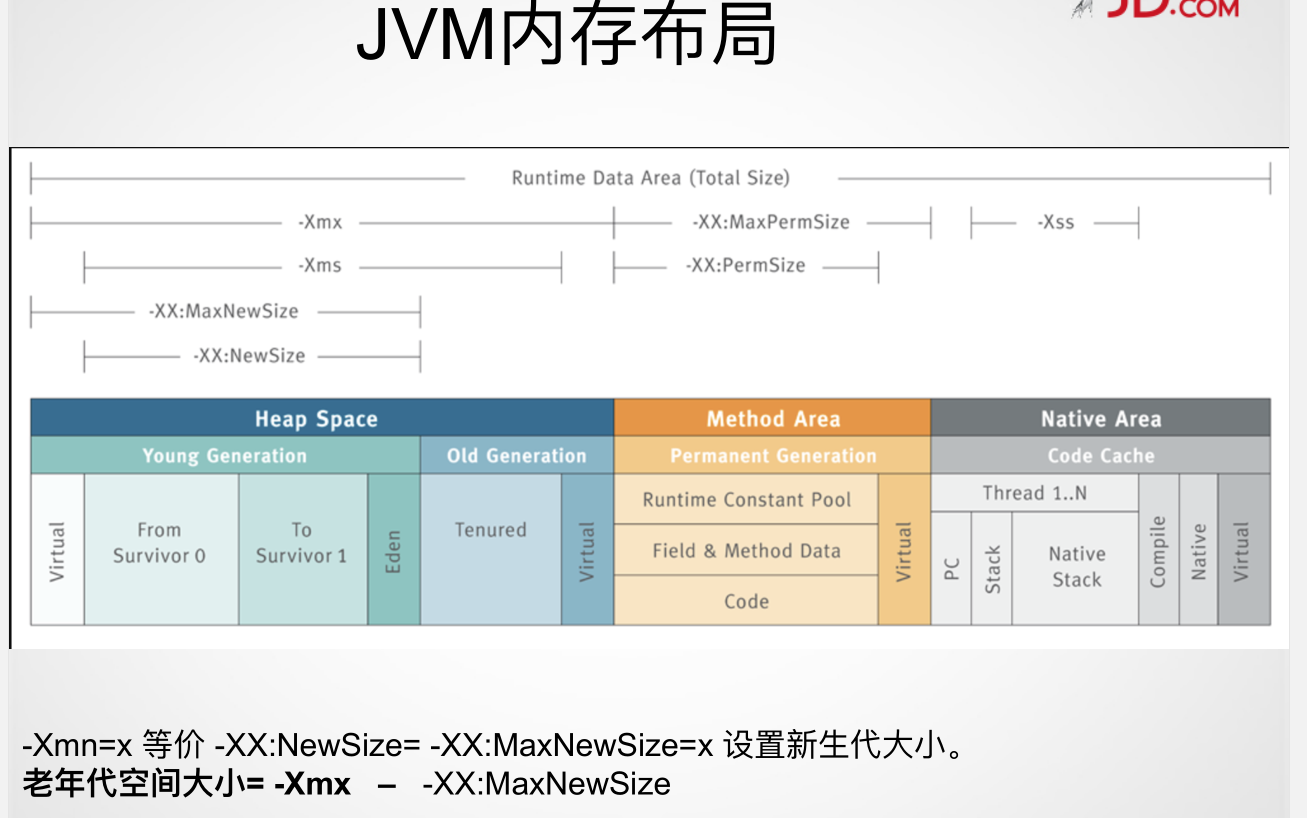 JVM内存布局
JD.COM
Runtime Data Area (Total Size)
-Xmx
-XX:MaxPermSize
-Xss
-Xms
-XX:PermSize
-XX:MaxNewSize
-XX:NewSize
Heap Space
Method Area
Native Area
Young Generation
Old Generation
Permanent Generation
Code Cache
Virtual
From
Survivor 0
To
Survivor 1
Eden
Tenured
Virtual
Runtime Constant Pool
Field & Method Data
Code
Virtual
Thread 1..N
PC
Stack
Native
Stack
Compile
Native
Virtual
-Xmn=x 等价 -XX:NewSize= -XX:MaxNewSize=x 设置新生代大小。
老年代空间大小= -Xmx – -XX:MaxNewSize